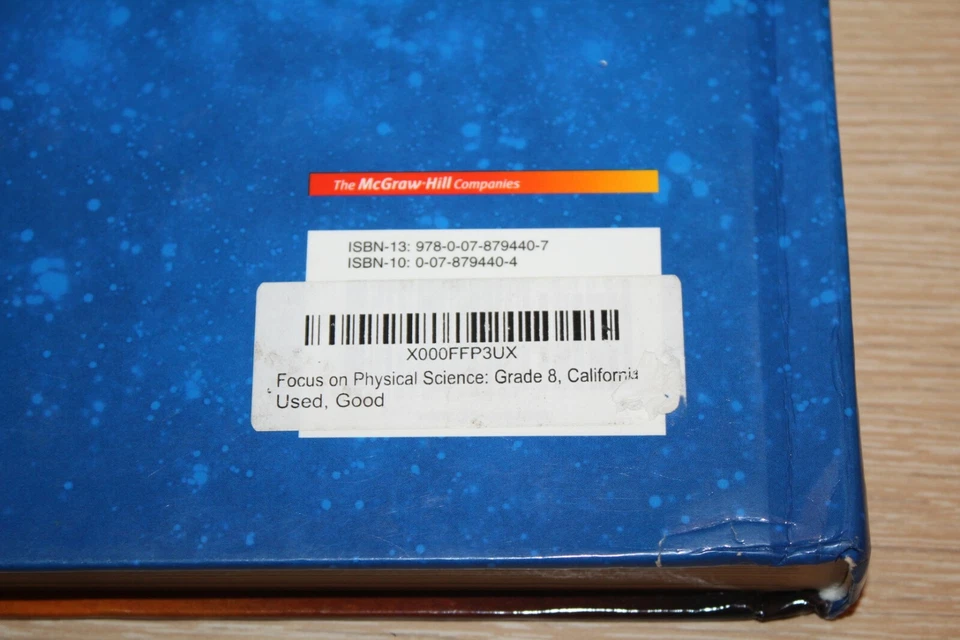 The McGraw-Hill Companies
ISBN-13: 978-0-07-879440-7
ISBN-10: 0-07-879440-4
X000FFP3UX
Focus on Physical Science: Grade 8, California
Used, Good